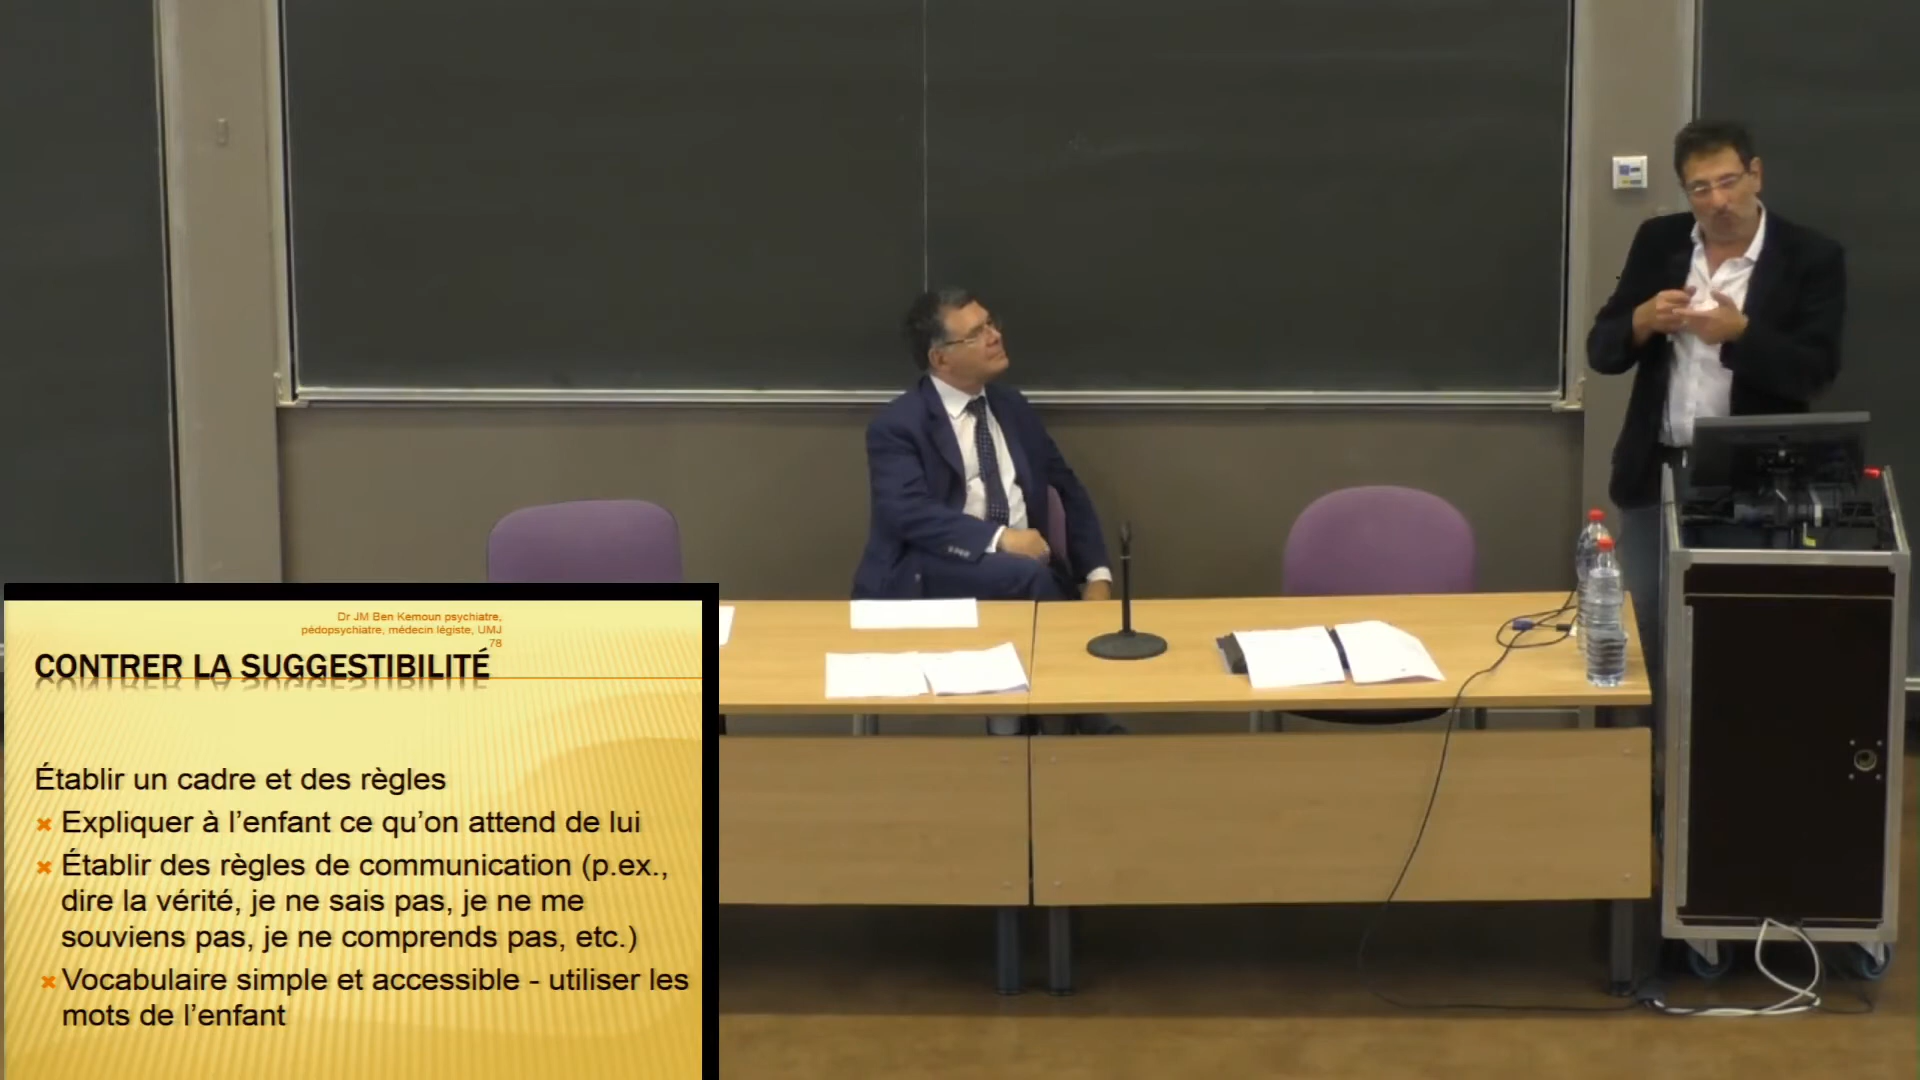 Dr JM Ben Kemoun psychiatre,
pédopsychiatre, médecin légiste, UMJ
78
CONTRER LA SUGGESTIBILITÉ
Établir un cadre et des règles
Expliquer à l’enfant ce qu’on attend de lui
Établir des règles de communication (p.ex.,
dire la vérité, je ne sais pas, je ne me
souviens pas, je ne comprends pas, etc.)
Vocabulaire simple et accessible - utiliser les
mots de l’enfant